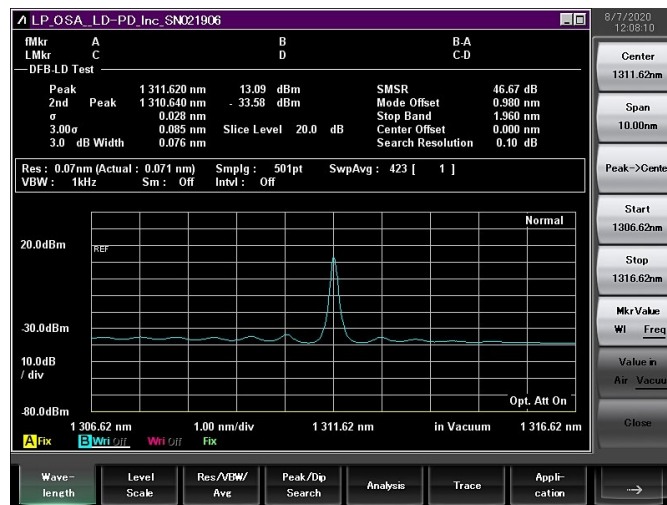 LP_OSA__LD-PD_Inc_SN021906
8/7/2020
12:08:10
fMkr A B B-A
LMkr C D C-D
DFB-LD Test
Peak 1 311.620 nm 13.09 dBm SMSR 46.67 dB
2nd Peak 1 310.640 nm - 33.58 dBm Mode Offset 0.980 nm
σ 0.028 nm Stop Band 1.960 nm
3.00σ 0.085 nm Slice Level 20.0 dB Center Offset 0.000 nm
3.0 dB Width 0.076 nm Search Resolution 0.10 dB
Res : 0.07nm (Actual : 0.071 nm) Smplg : 501pt SwpAvg : 423 [ 1 ]
VBW : 1kHz Sm : Off Intvl : Off
Normal
20.0dBm
REF
-30.0dBm
10.0dB
/ div
Opt. Att On
-80.0dBm
1 306.62 nm 1.00 nm/div 1 311.62 nm in Vacuum 1 316.62 nm
A Fix B Wri Off Wri Off Fix
Center
1311.62nm
Span
10.00nm
Peak->Cente
Start
1306.62nm
Stop
1316.62nm
MkrValue
Wl Freq
Value in
Air Vacuu
Close
Wave-
length
Level
Scale
Res/VBW/
Avg
Peak/Dip
Search
Analysis
Trace
Appli-
cation
→